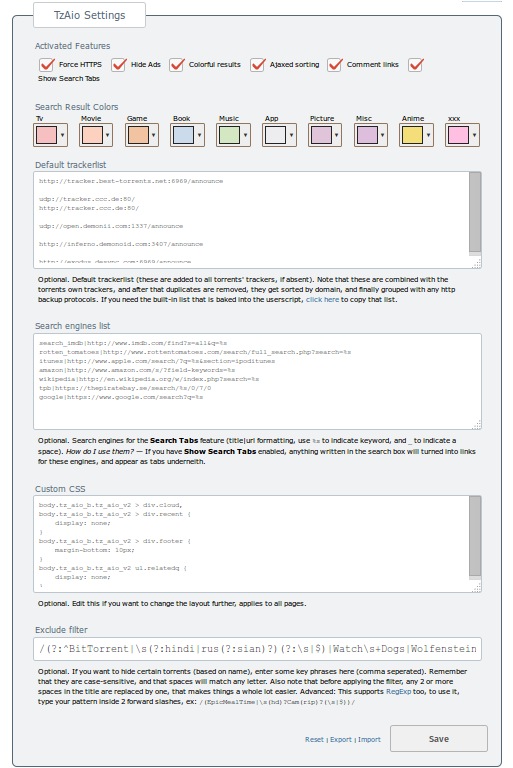 TzAio Settings
Activated Features
Force HTTPS Hide Ads Colorful results Ajaxed sorting Comment links
Show Search Tabs
Search Result Colors
Tv Movie Game Book Music App Picture Misc Anime xxx
Default trackerlist
http://tracker.best-torrents.net:6969/announce
udp://tracker.ccc.de:80/
http://tracker.ccc.de:80/
udp://open.demonii.com:1337/announce
http://inferno.demonoid.com:3407/announce
http://exodus.desync.com:6969/announce
Optional. Default trackerlist (these are added to all torrents' trackers, if absent). Note that these are combined with the
torrents own trackers, and after that duplicates are removed, they get sorted by domain, and finally grouped with any http
backup protocols. If you need the built-in list that is baked into the userscript, click here to copy that list.
Search engines list
search_imdb|http://www.imdb.com/find?s=all&q=%s
rotten_tomatoes|http://www.rottentomatoes.com/search/full_search.php?search=%s
itunes|http://www.apple.com/search/?q=%s&section=ipoditunes
amazon|http://www.amazon.com/s/?field-keywords=%s
wikipedia|http://en.wikipedia.org/w/index.php?search=%s
tpb|https://thepiratebay.se/search/%s/0/7/0
google|https://www.google.com/search?q=%s
Optional. Search engines for the Search Tabs feature (title|url formatting, use %s to indicate keyword, and _ to indicate a
space). How do I use them? — If you have Show Search Tabs enabled, anything written in the search box will turned into links
for these engines, and appear as tabs underneith.
Custom CSS
body.tz_aio_b.tz_aio_v2 > div.cloud,
body.tz_aio_b.tz_aio_v2 > div.recent {
display: none;
}
body.tz_aio_b.tz_aio_v2 > div.footer {
margin-bottom: 10px;
}
body.tz_aio_b.tz_aio_v2 ul.relatedq {
display: none;
}
Optional. Edit this if you want to change the layout further, applies to all pages.
Exclude filter
/(?:^BitTorrent|\s(?:hindi|rus(?:sian)?)(?:\s|$)|Watch\s+Dogs|Wolfenstein
Optional. If you want to hide certain torrents (based on name), enter some key phrases here (comma seperated). Remember
that they are case-sensitive, and that spaces will match any letter. Also note that before applying the filter, any 2 or more
spaces in the title are replaced by one, that makes things a whole lot easier. Advanced: This supports RegExp too, to use it,
type your pattern inside 2 forward slashes, ex: /(EpicMealTime|\s(hd)?Cam(rip)?(\s|$))/
Reset | Export | Import Save